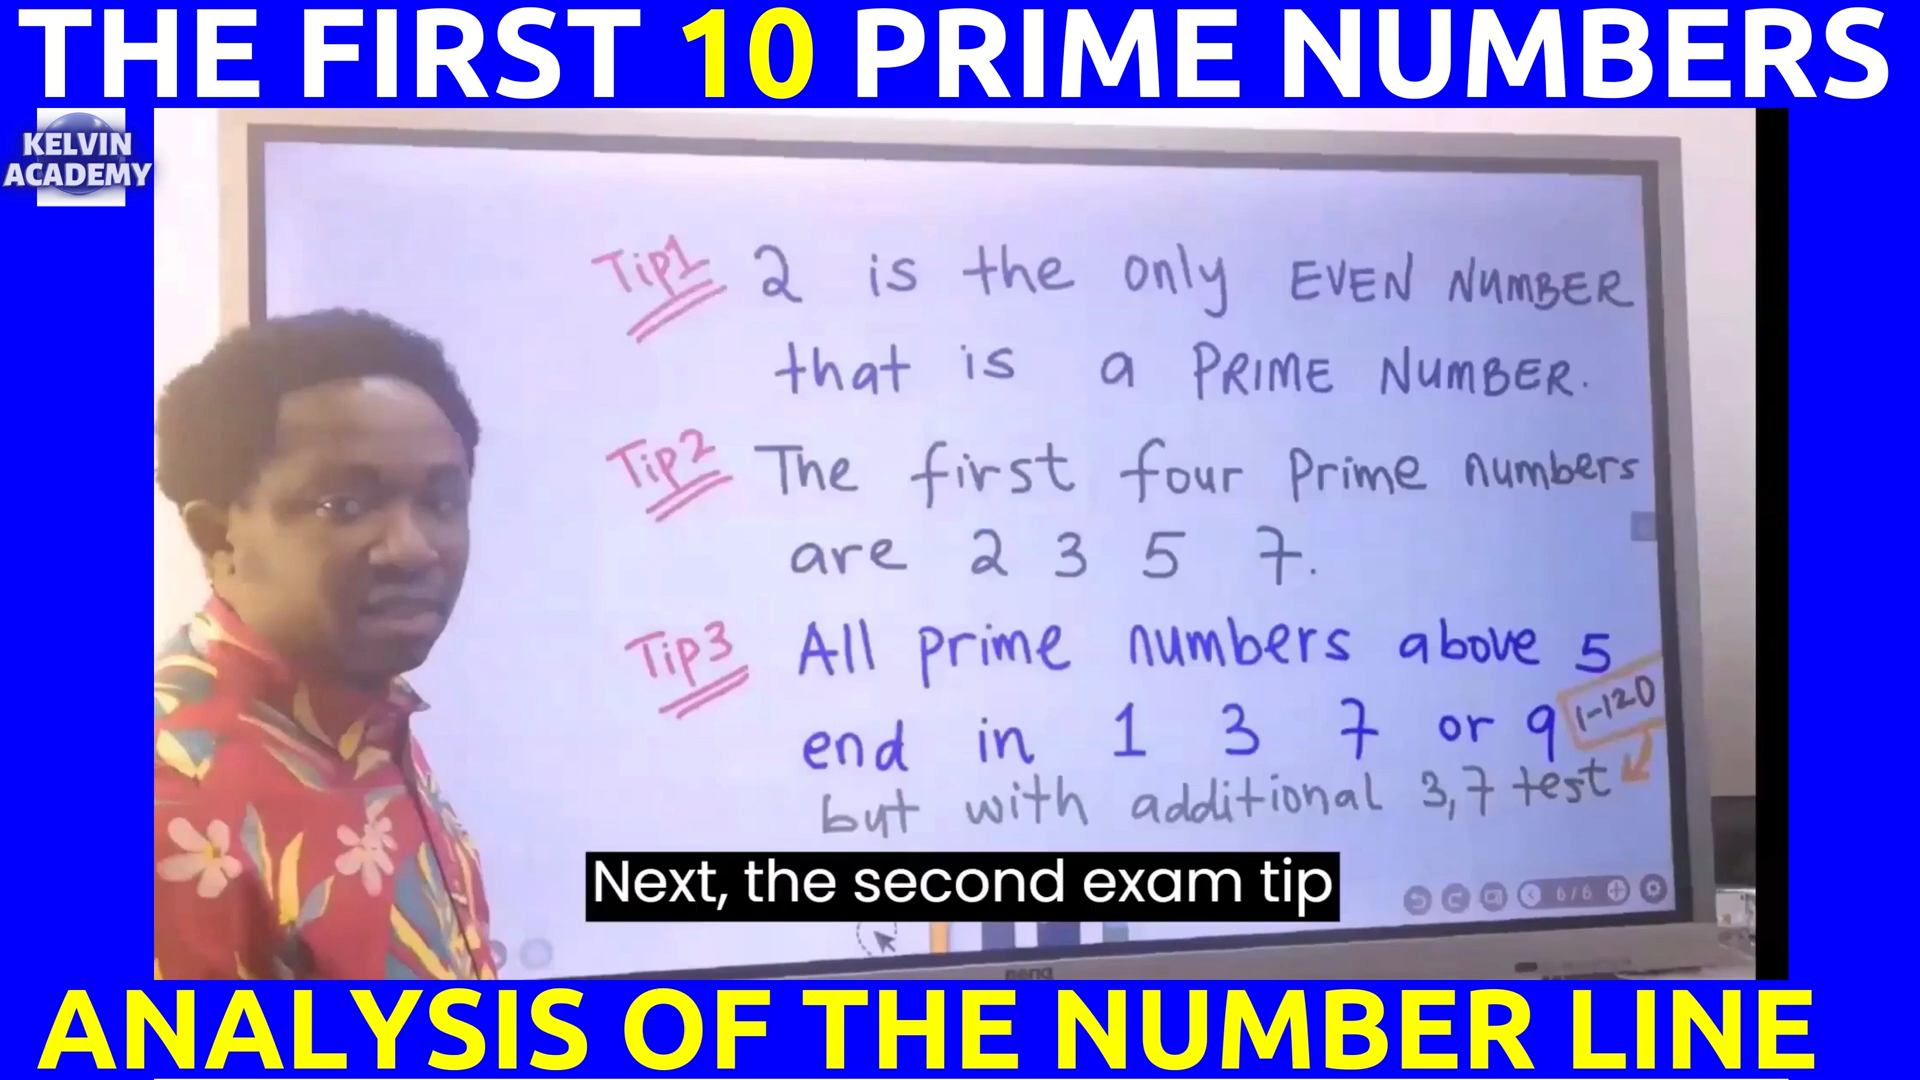 THE FIRST 10 PRIME NUMBERS
KELVIN
ACADEMY
Tip1 2 is the only EVEN NUMBER
that is a PRIME NUMBER.
Tip2 The first four Prime numbers
are 2 3 5 7.
Tip3 All prime numbers above 5
end in 1 3 7 or 9 1-120
but with additional 3,7 test
Next, the second exam tip
6/6
BenQ
ANALYSIS OF THE NUMBER LINE